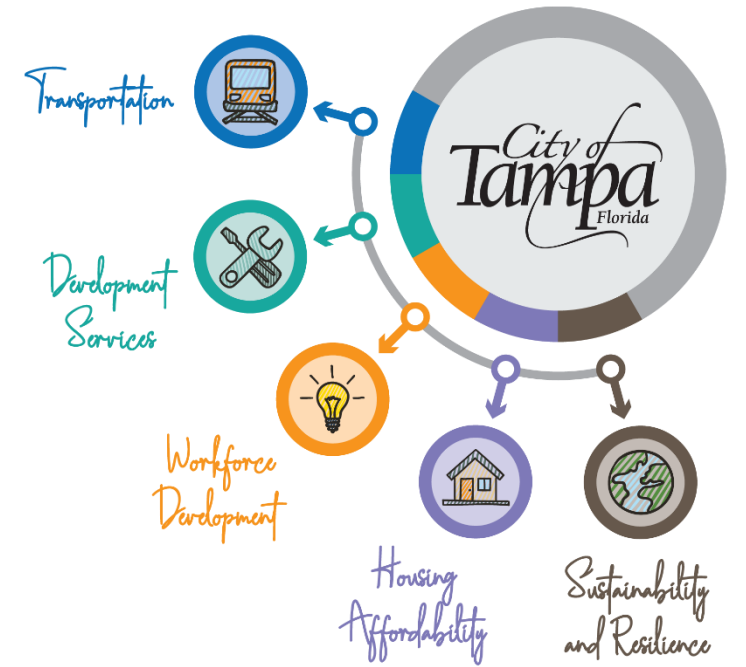 City of
Tampa
Florida
Transportation
Development
Services
Workforce
Development
Housing
Affordability
Sustainability
and Resilience